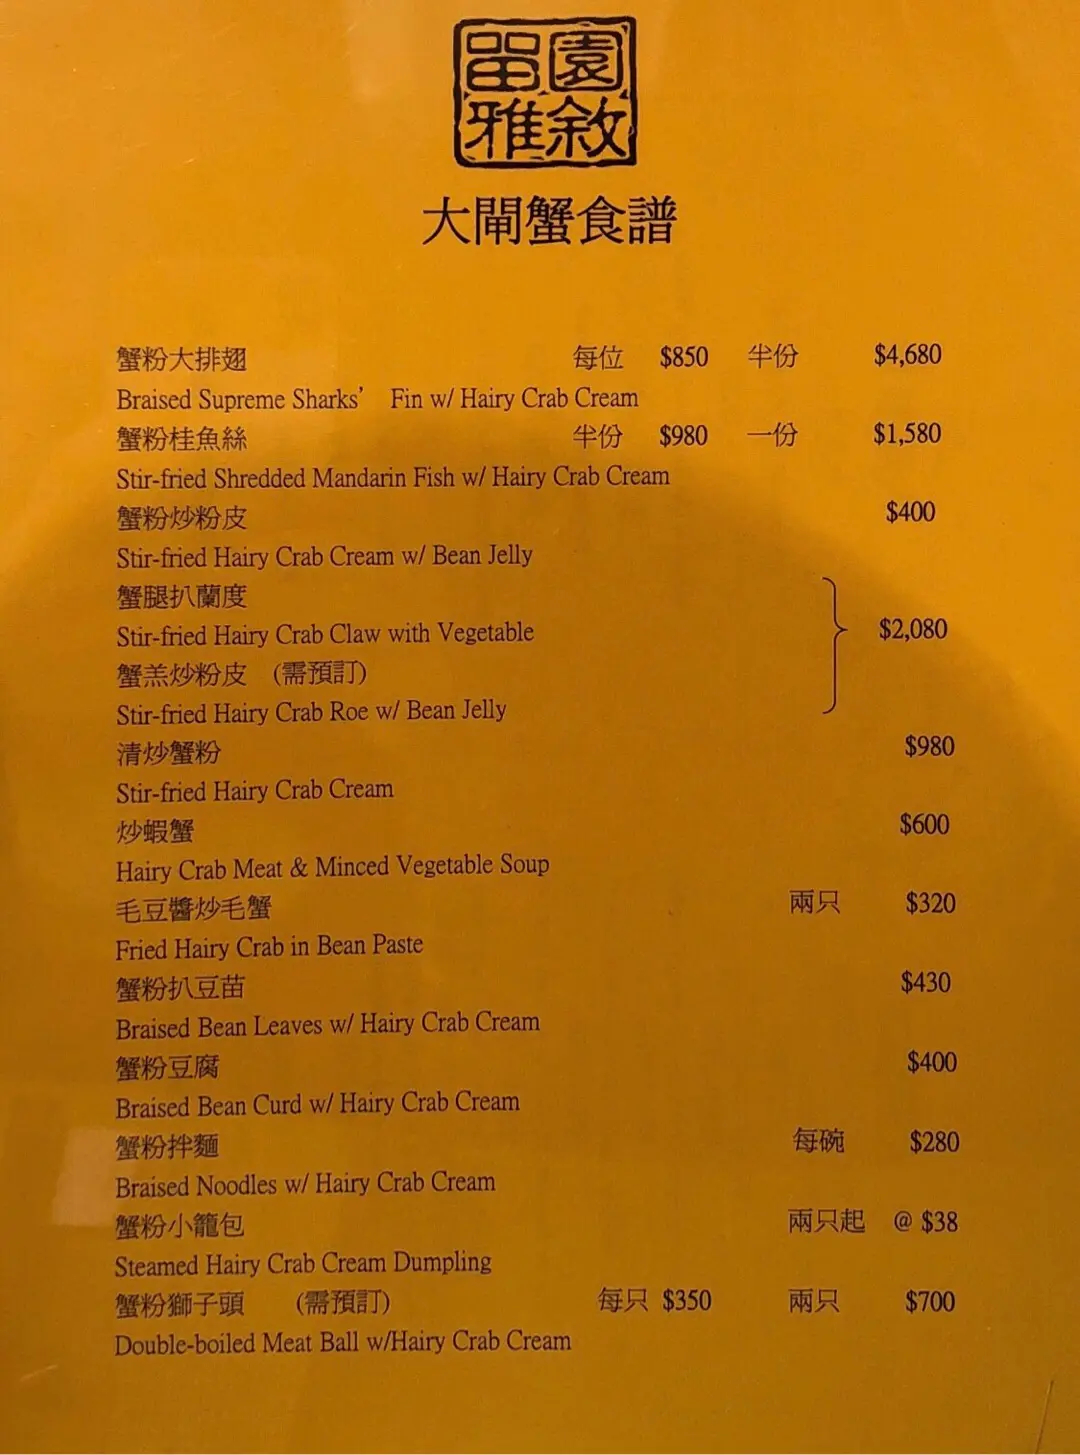 留園
雅敘
大閘蟹食譜
蟹粉大排翅 每位 $850 半份 $4,680
Braised Supreme Sharks' Fin w/ Hairy Crab Cream
蟹粉桂魚絲 半份 $980 一份 $1,580
Stir-fried Shredded Mandarin Fish w/ Hairy Crab Cream
蟹粉炒粉皮 $400
Stir-fried Hairy Crab Cream w/ Bean Jelly
蟹腿扒蘭度
Stir-fried Hairy Crab Claw with Vegetable
$2,080
蟹羔炒粉皮 (需預訂)
Stir-fried Hairy Crab Roe w/ Bean Jelly
清炒蟹粉 $980
Stir-fried Hairy Crab Cream
炒蝦蟹 $600
Hairy Crab Meat & Minced Vegetable Soup
毛豆醬炒毛蟹 兩只 $320
Fried Hairy Crab in Bean Paste
蟹粉扒豆苗 $430
Braised Bean Leaves w/ Hairy Crab Cream
蟹粉豆腐 $400
Braised Bean Curd w/ Hairy Crab Cream
蟹粉拌麵 每碗 $280
Braised Noodles w/ Hairy Crab Cream
蟹粉小籠包 兩只起 @ $38
Steamed Hairy Crab Cream Dumpling
蟹粉獅子頭 (需預訂) 每只 $350 兩只 $700
Double-boiled Meat Ball w/Hairy Crab Cream